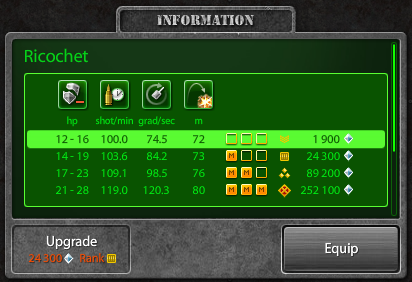 INFORMATION
Ricochet
hp shot/min grad/sec m
12 - 16 100.0 74.5 72 1 900
14 - 19 103.6 84.2 73 M 24 300
17 - 23 109.1 98.5 76 M M 89 200
21 - 28 119.0 120.3 80 M M M 252 100
Upgrade
24 300 Rank
Equip